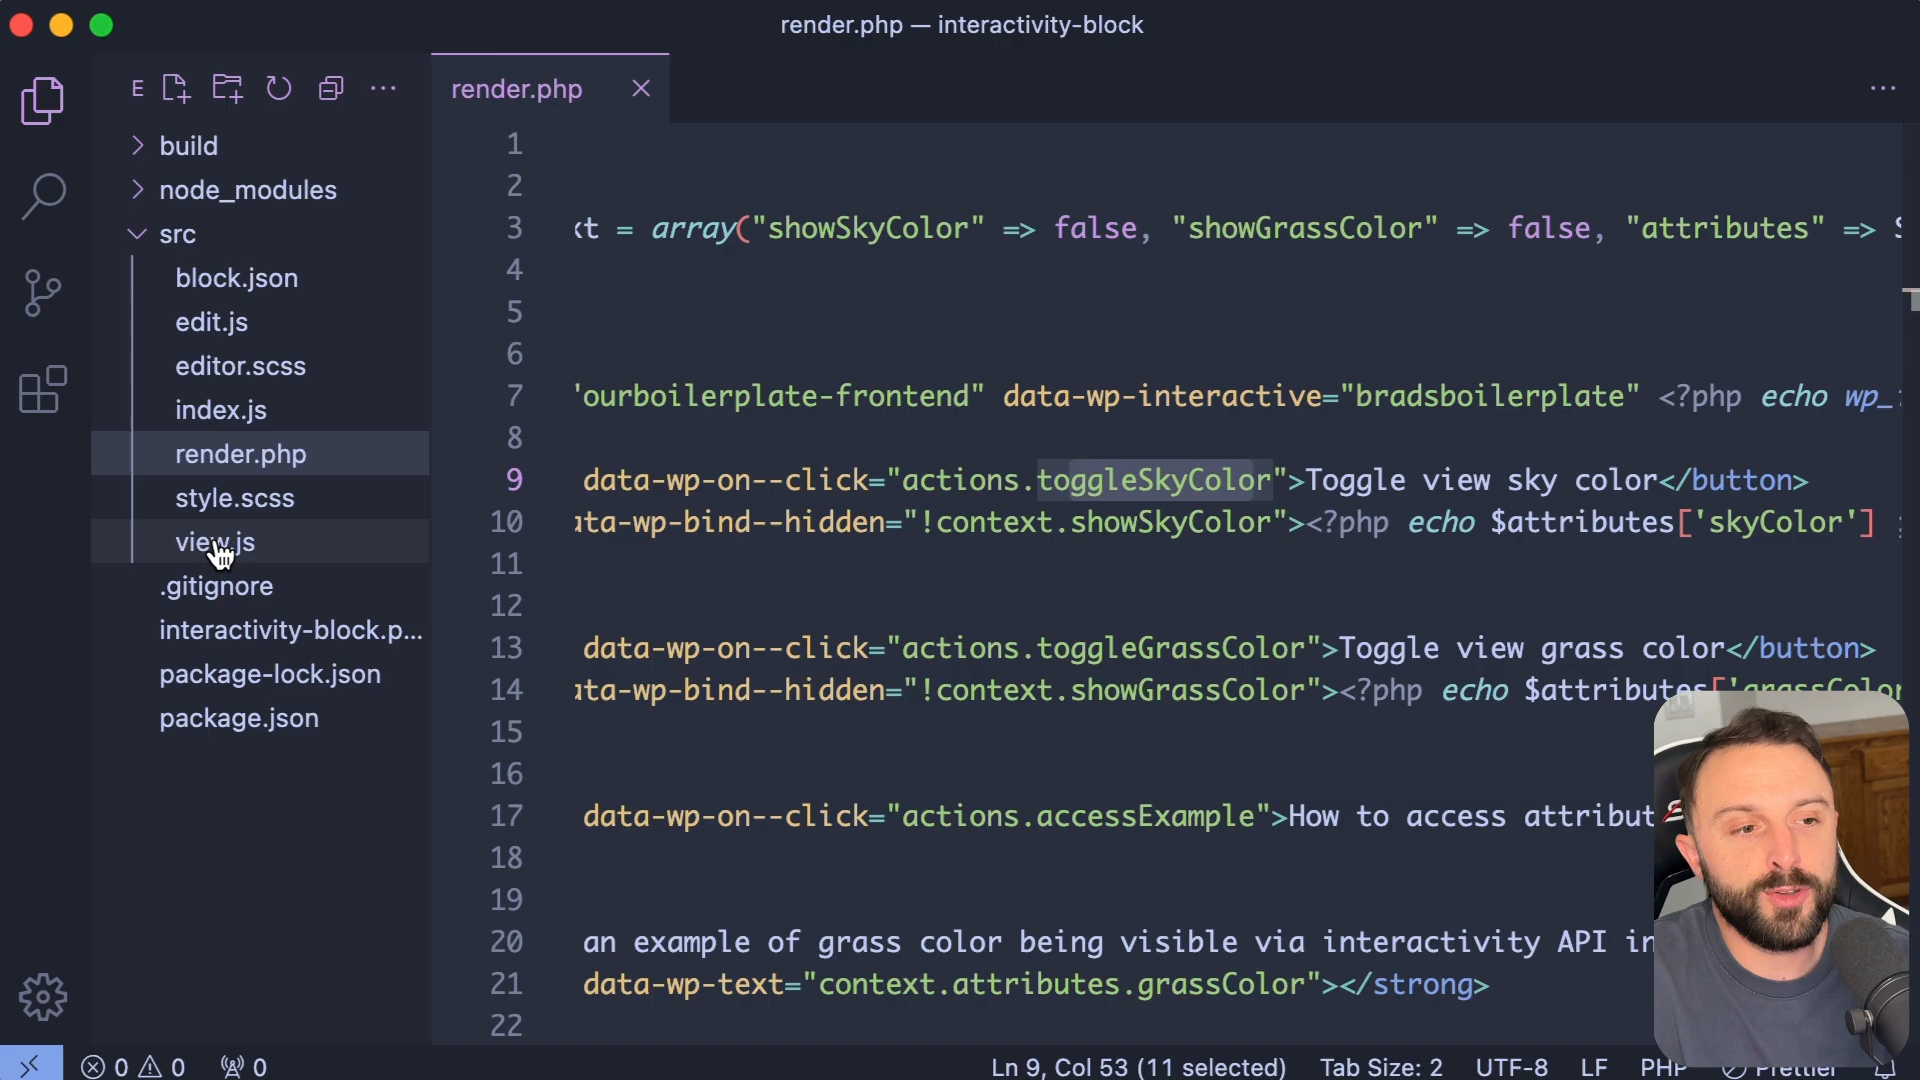 render.php — interactivity-block
E
render.php
build
node_modules
src
block.json
edit.js
editor.scss
index.js
render.php
style.scss
view.js
.gitignore
interactivity-block.p...
package-lock.json
package.json
1
2
3 xt = array("showSkyColor" => false, "showGrassColor" => false, "attributes" => $
4
5
6
7 'ourboilerplate-frontend" data-wp-interactive="bradsboilerplate" <?php echo wp_
8
9 data-wp-on--click="actions.toggleSkyColor">Toggle view sky color</button>
10 ata-wp-bind--hidden="!context.showSkyColor"><?php echo $attributes['skyColor'] ;
11
12
13 data-wp-on--click="actions.toggleGrassColor">Toggle view grass color</button>
14 ata-wp-bind--hidden="!context.showGrassColor"><?php echo $attributes['grassColor
15
16
17 data-wp-on--click="actions.accessExample">How to access attribut
18
19
20 an example of grass color being visible via interactivity API in
21 data-wp-text="context.attributes.grassColor"></strong>
22
0 0 0 Ln 9, Col 53 (11 selected) Tab Size: 2 UTF-8 LF PHP Prettier